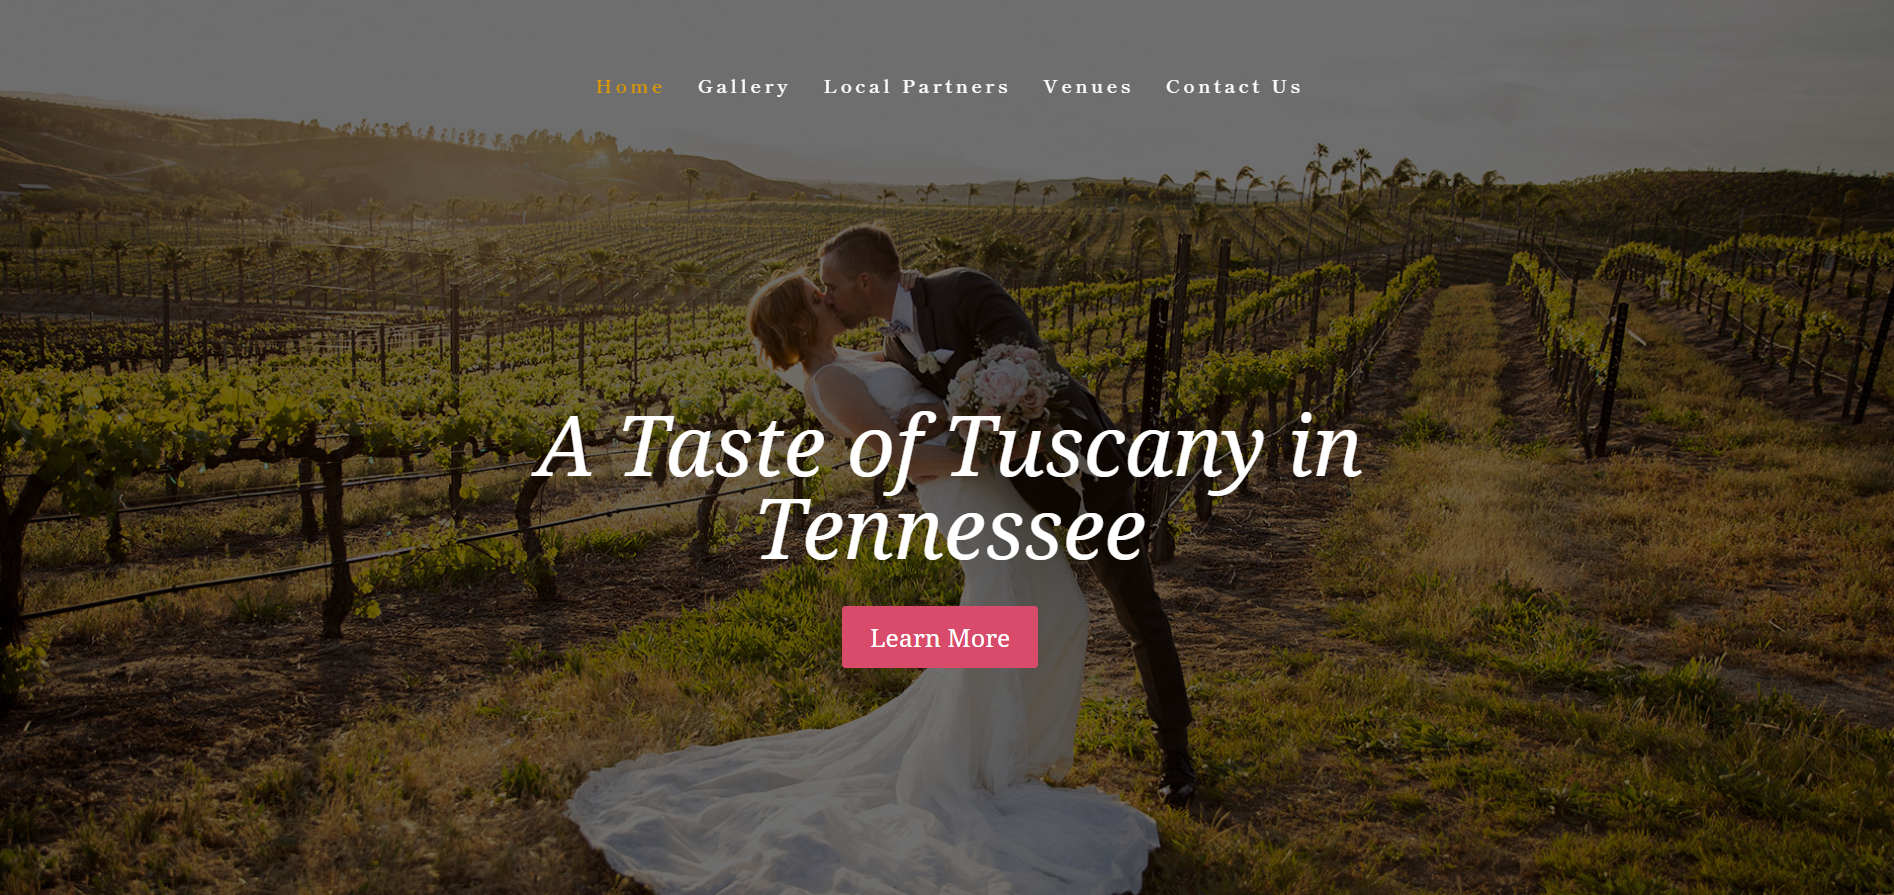 Home Gallery Local Partners Venues Contact Us
A Taste of Tuscany in
Tennessee
Learn More